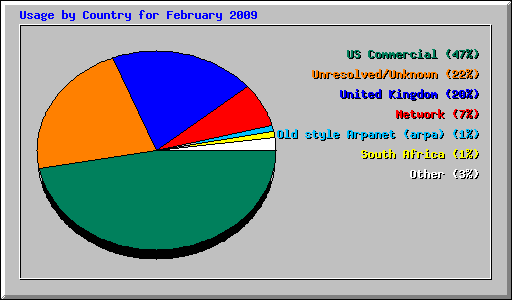 Usage by Country for February 2009
US Commercial (47%)
Unresolved/Unknown (22%)
United Kingdom (20%)
Network (7%)
Old style Arpanet (arpa) (1%)
South Africa (1%)
Other (3%)